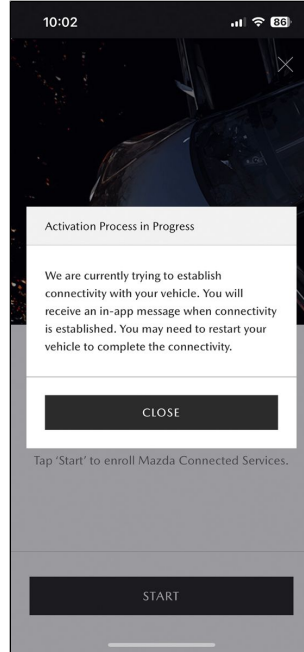 10:02
86
Activation Process in Progress
We are currently trying to establish
connectivity with your vehicle. You will
receive an in-app message when connectivity
is established. You may need to restart your
vehicle to complete the connectivity.
CLOSE
Tap ‘Start’ to enroll Mazda Connected Services.
START